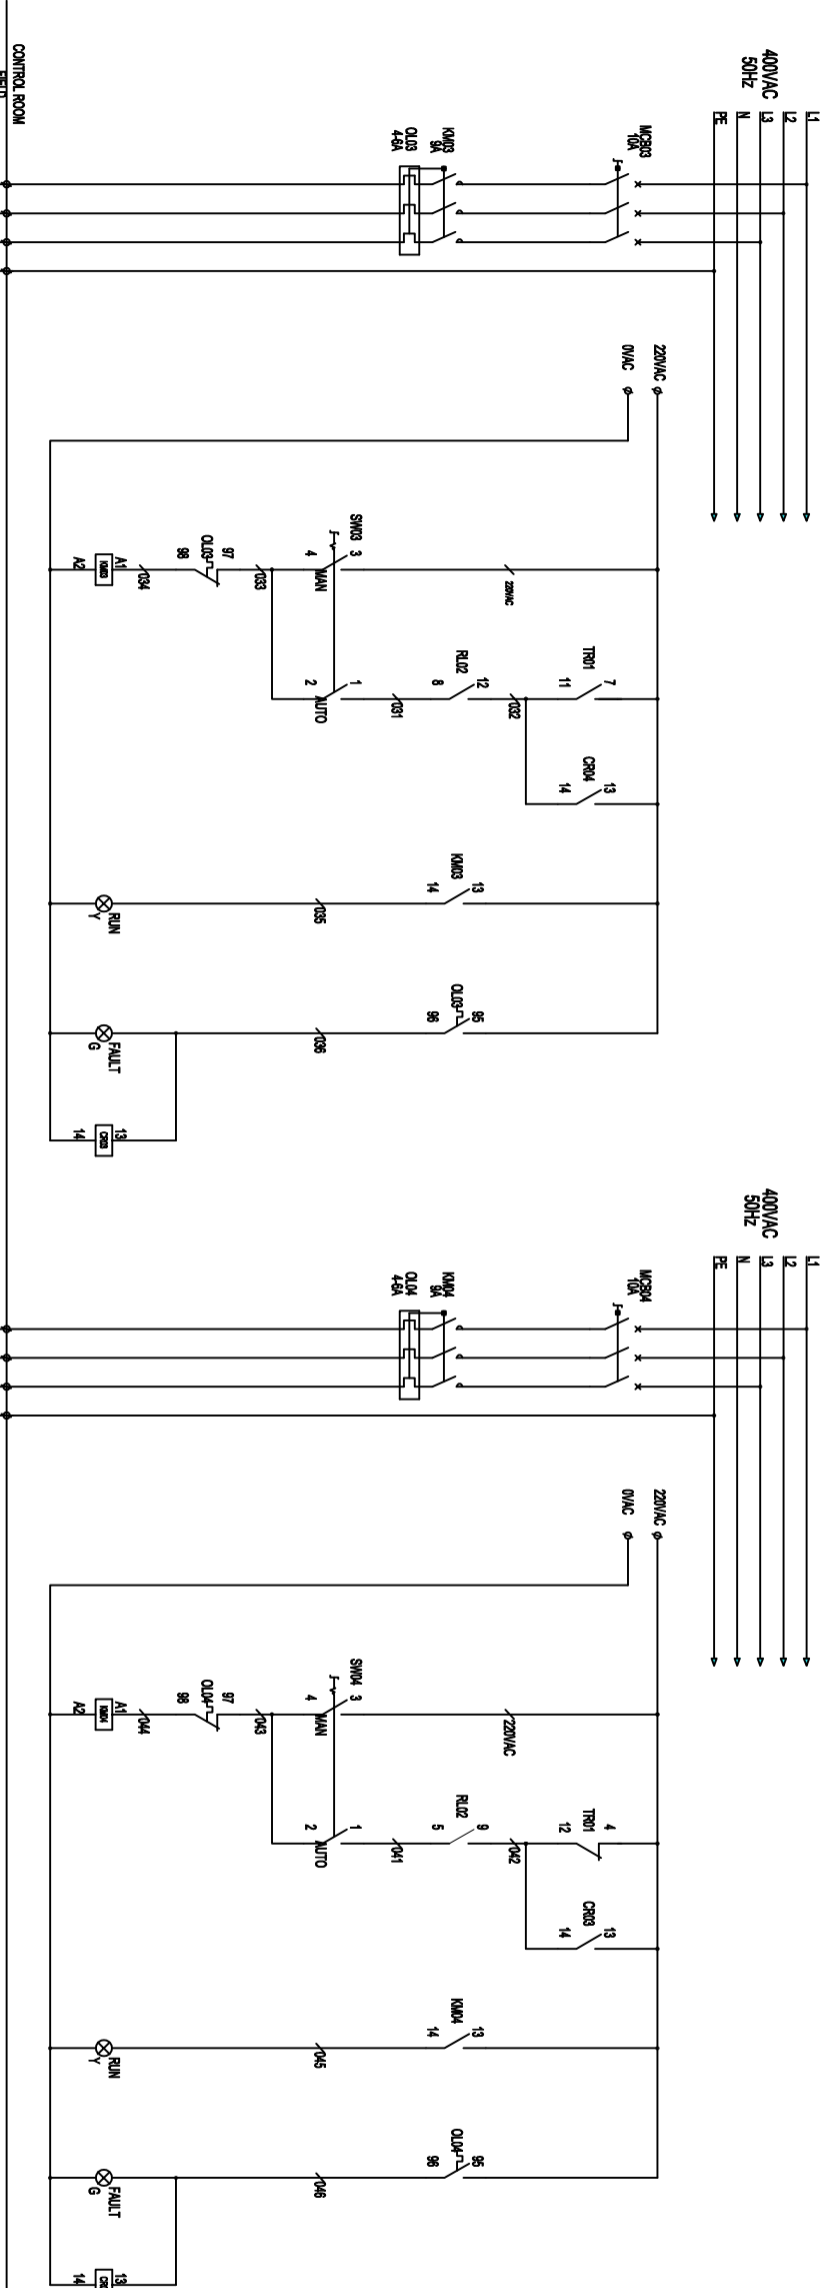 400VAC
50Hz
L1
L2
L3
N
PE
MCB03
10A
KM03
9A
OL03
4-6A
CONTROL ROOM
FIELD
220VAC
0VAC
220VAC
SW03
3
4
MAN
033
97
OL03
98
034
A1
KM03
A2
TR01
7
11
032
RL02
12
8
031
1
2
AUTO
CR04
13
14
KM03
13
14
035
RUN
Y
OL03
95
96
036
FAULT
G
13
CR03
14
400VAC
50Hz
L1
L2
L3
N
PE
MCB04
10A
KM04
9A
OL04
4-6A
220VAC
0VAC
220VAC
SW04
3
4
MAN
043
97
OL04
98
044
A1
KM04
A2
TR01
4
12
042
RL02
9
5
041
1
2
AUTO
CR03
13
14
KM04
13
14
045
RUN
Y
OL04
95
96
046
FAULT
G
13
14